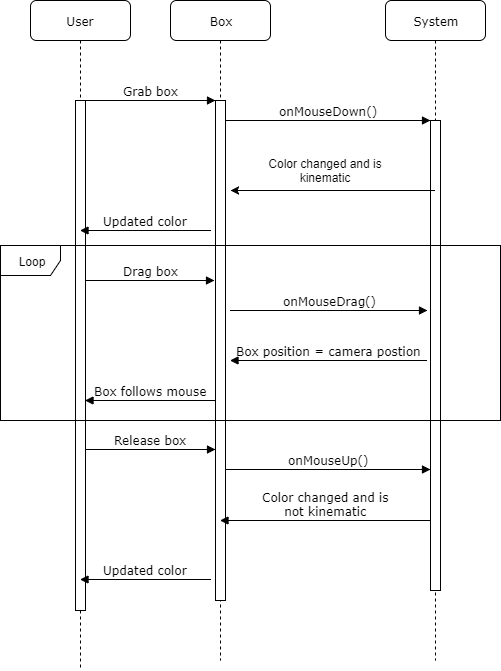 User
Box
System
Grab box
onMouseDown()
Color changed and is
kinematic
Updated color
Loop
Drag box
onMouseDrag()
Box position = camera postion
Box follows mouse
Release box
onMouseUp()
Color changed and is
not kinematic
Updated color